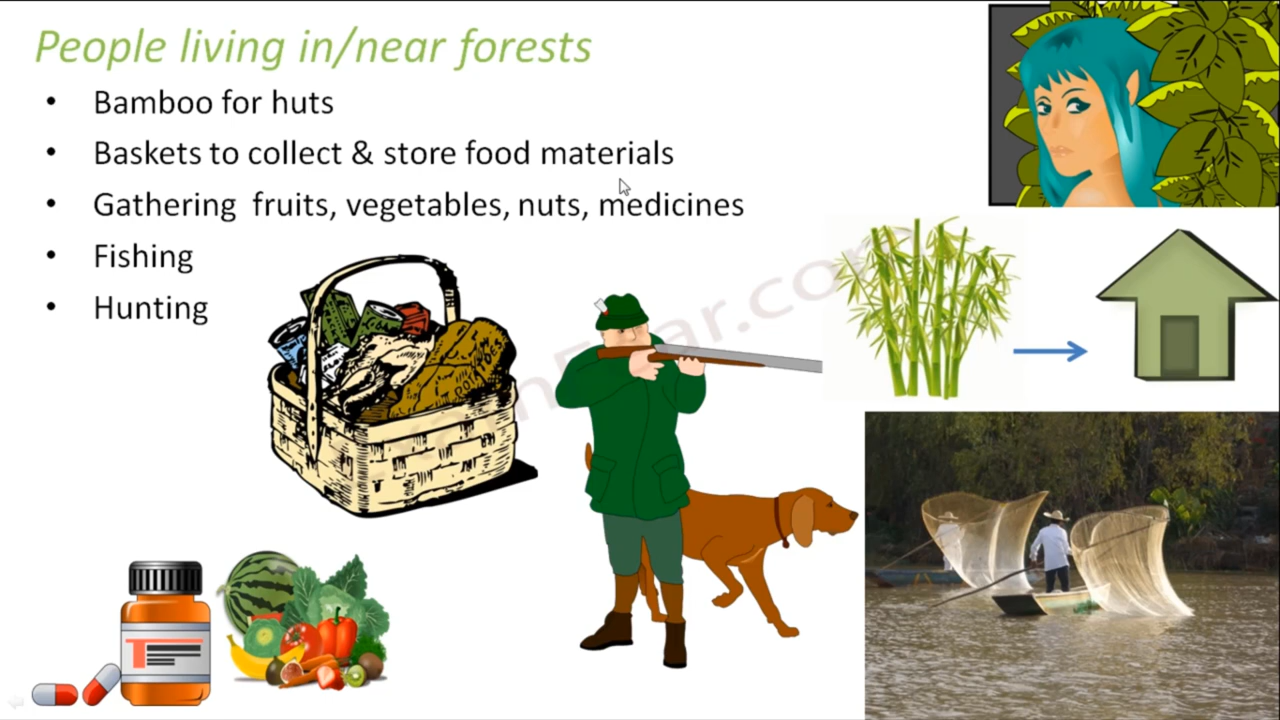 People living in/near forests
• Bamboo for huts
• Baskets to collect & store food materials
• Gathering fruits, vegetables, nuts, medicines
• Fishing
• Hunting